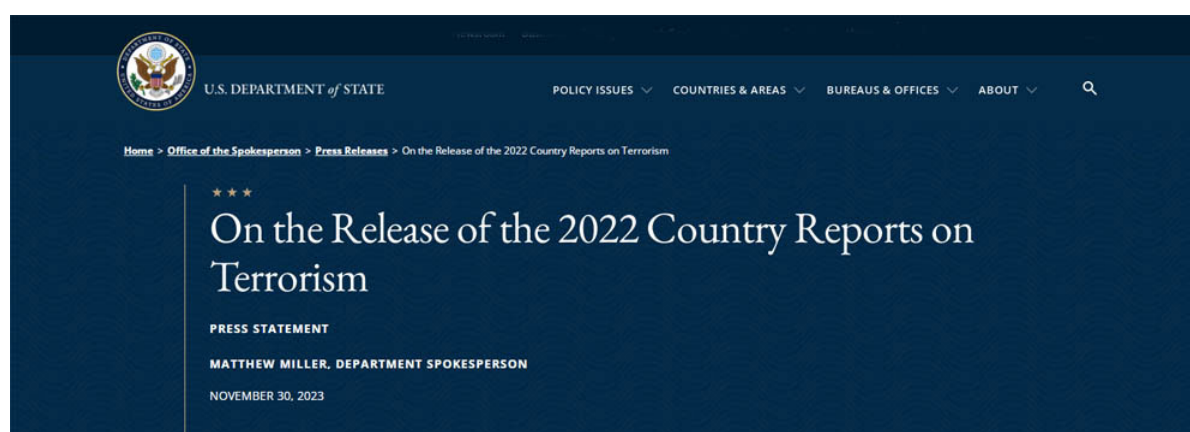 U.S. DEPARTMENT of STATE
POLICY ISSUES COUNTRIES & AREAS BUREAUS & OFFICES ABOUT
Home > Office of the Spokesperson > Press Releases > On the Release of the 2022 Country Reports on Terrorism
On the Release of the 2022 Country Reports on
Terrorism
PRESS STATEMENT
MATTHEW MILLER, DEPARTMENT SPOKESPERSON
NOVEMBER 30, 2023